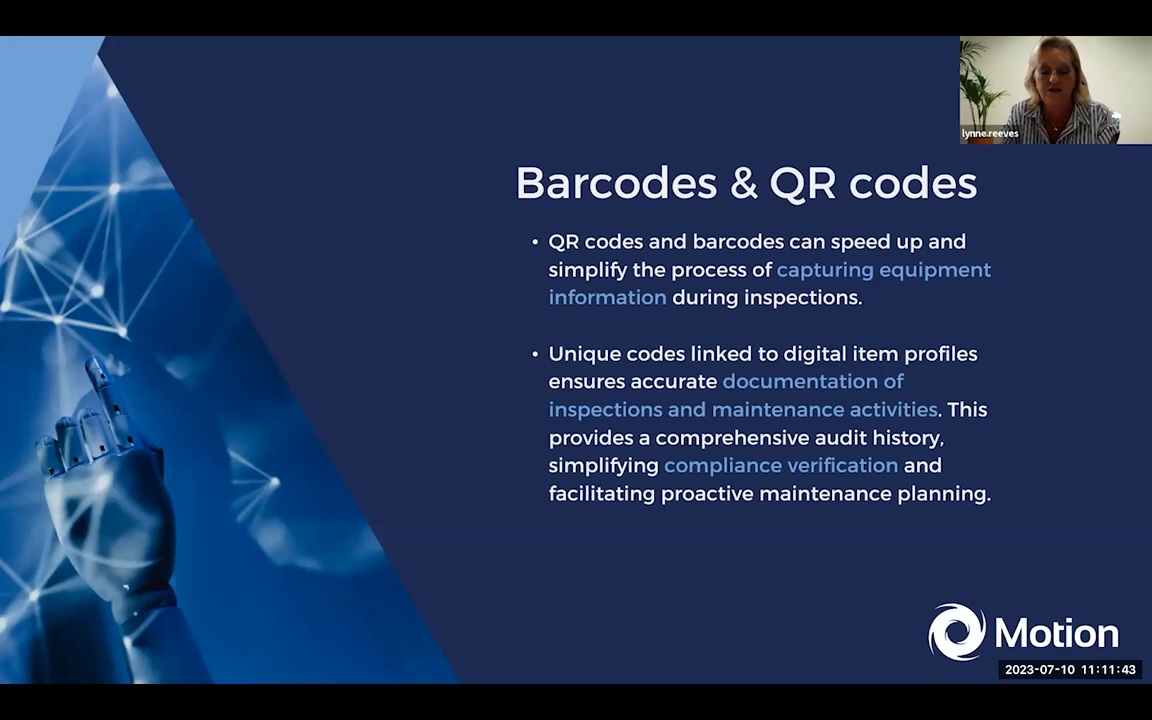 lynne.reeves
Barcodes & QR codes
• QR codes and barcodes can speed up and
simplify the process of capturing equipment
information during inspections.
• Unique codes linked to digital item profiles
ensures accurate documentation of
inspections and maintenance activities. This
provides a comprehensive audit history,
simplifying compliance verification and
facilitating proactive maintenance planning.
Motion
2023-07-10 11:11:43